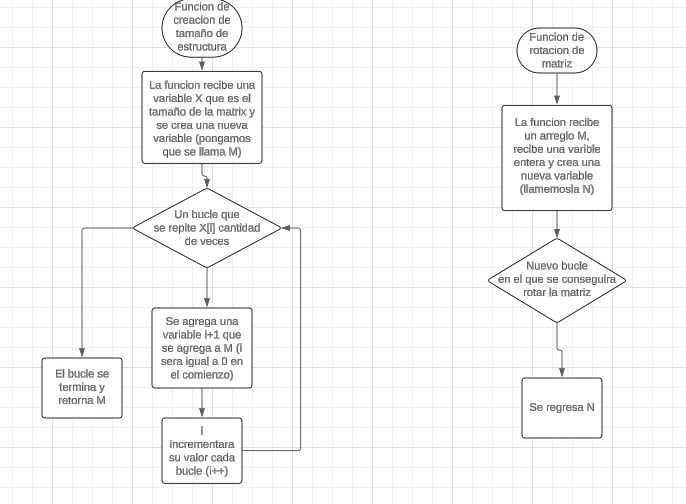 Funcion de
creacion de
tamaño de
estructura
La funcion recibe una
variable X que es el
tamaño de la matrix y
se crea una nueva
variable (pongamos
que se llama M)
Un bucle que
se repite X[i] cantidad
de veces
Se agrega una
variable i+1 que
se agrega a M (i
sera igual a 0 en
el comienzo)
El bucle se
termina y
retorna M
i
incrementara
su valor cada
bucle (i++)
Funcion de
rotacion de
matriz
La funcion recibe
un arreglo M,
recibe una varible
entera y crea una
nueva variable
(llamemosla N)
Nuevo bucle
en el que se conseguira
rotar la matriz
Se regresa N